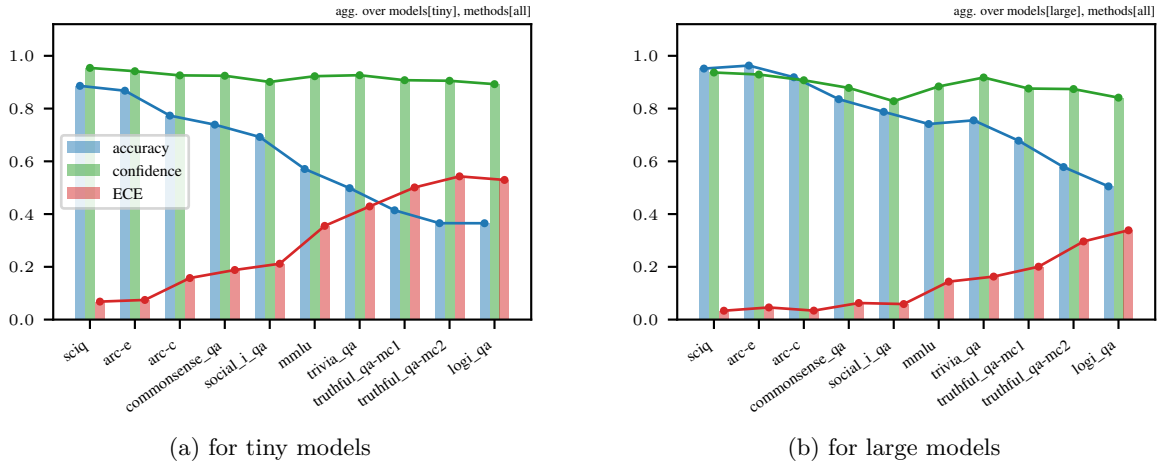 agg. over models[tiny], methods[all]
1.0
0.8
0.6
0.4
0.2
0.0
accuracy
confidence
ECE
sciq
arc-e
arc-c
commonsense_qa
social_i_qa
mmlu
trivia_qa
truthful_qa-mc1
truthful_qa-mc2
logi_qa
(a) for tiny models
agg. over models[large], methods[all]
1.0
0.8
0.6
0.4
0.2
0.0
sciq
arc-e
arc-c
commonsense_qa
social_i_qa
mmlu
trivia_qa
truthful_qa-mc1
truthful_qa-mc2
logi_qa
(b) for large models